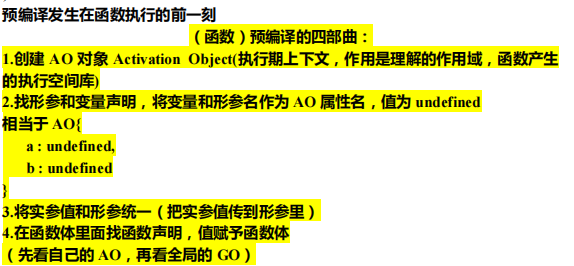 预编译发生在函数执行的前一刻
（函数）预编译的四部曲：
1.创建 AO 对象 Activation Object(执行期上下文，作用是理解的作用域，函数产生
的执行空间库)
2.找形参和变量声明，将变量和形参名作为 AO 属性名，值为 undefined
相当于 AO{
a : undefined,
b : undefined
}
3.将实参值和形参统一（把实参值传到形参里）
4.在函数体里面找函数声明，值赋予函数体
（先看自己的 AO，再看全局的 GO）